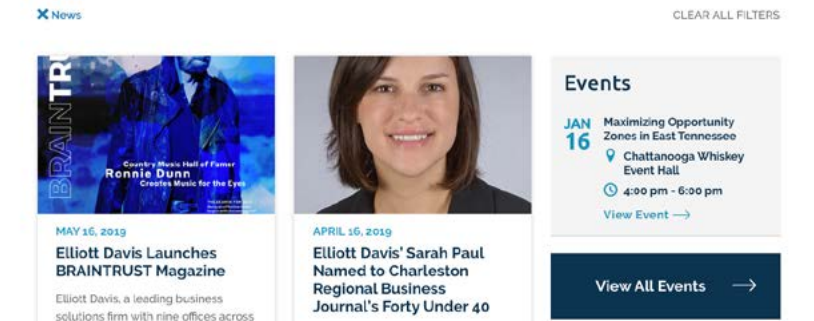 News
CLEAR ALL FILTERS
BRAINTRU
Country Music Hall of Famer
Ronnie Dunn
Creates Music for the Eyes
MAY 16, 2019
Elliott Davis Launches
BRAINTRUST Magazine
Elliott Davis, a leading business
solutions firm with nine offices across
APRIL 16, 2019
Elliott Davis' Sarah Paul
Named to Charleston
Regional Business
Journal's Forty Under 40
Events
JAN
16
Maximizing Opportunity
Zones in East Tennessee
Chattanooga Whiskey
Event Hall
4:00 pm - 6:00 pm
View Event
View All Events